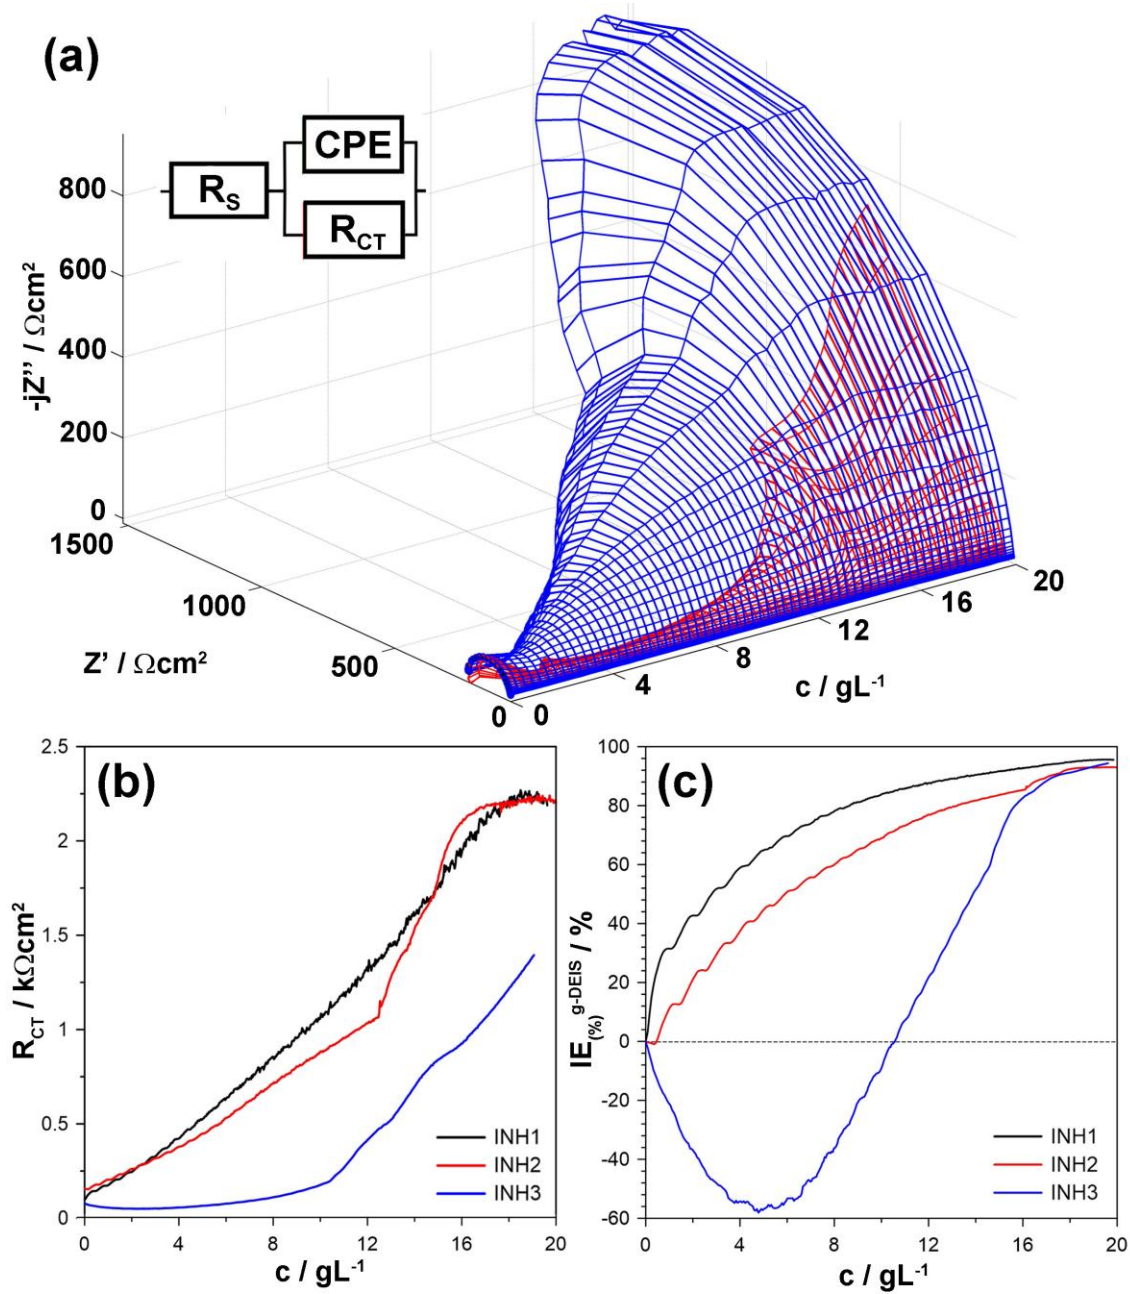 (a)
CPE
R_S
R_CT
-jZ'' / Ωcm²
800
600
400
200
0
1500
1000
500
0
Z' / Ωcm²
0
4
8
12
16
20
c / gL⁻¹
(b)
R_CT / kΩcm²
2.5
2
1.5
1
0.5
0
INH1
INH2
INH3
0 4 8 12 16 20
c / gL⁻¹
(c)
IE_(%)^g-DEIS / %
100
80
60
40
20
0
-20
-40
-60
INH1
INH2
INH3
0 4 8 12 16 20
c / gL⁻¹